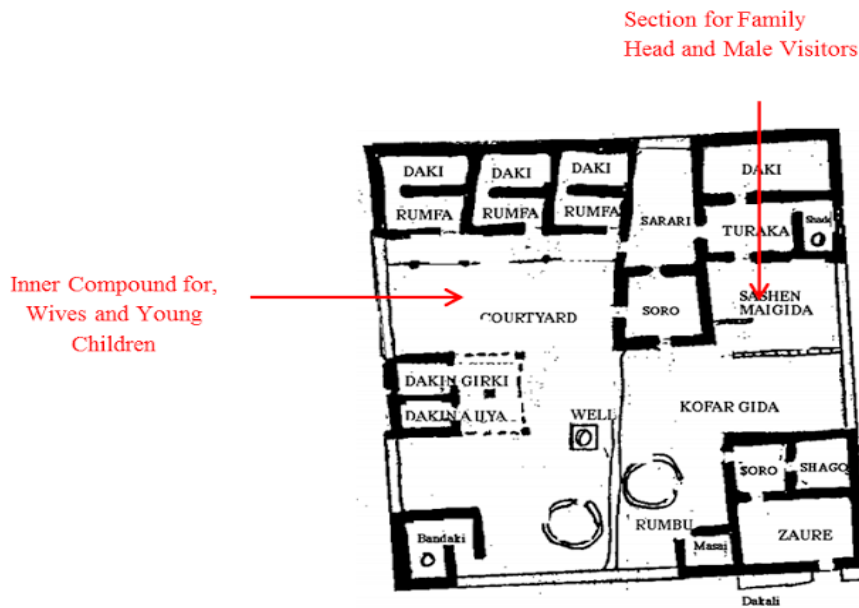 Section for Family
Head and Male Visitors
DAKI
DAKI
DAKI
DAKI
RUMFA
RUMFA
RUMFA
SARARI
TURAKA
Inner Compound for,
Wives and Young
Children
COURTYARD
SORO
SASHEN
MAIGIDA
DAKIN GIRKI
DAKIN AJIYA
WELL
KOFAR GIDA
SORO
SHAGO
RUMBU
ZAURE
Bandaki
Masai
Dakali